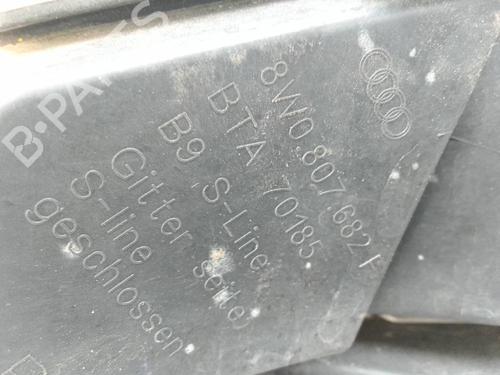 8W0.807.682 F
BTA 70185
B9 ,S-Line
Gitter seite
S-line
geschlossen
B-PARTS